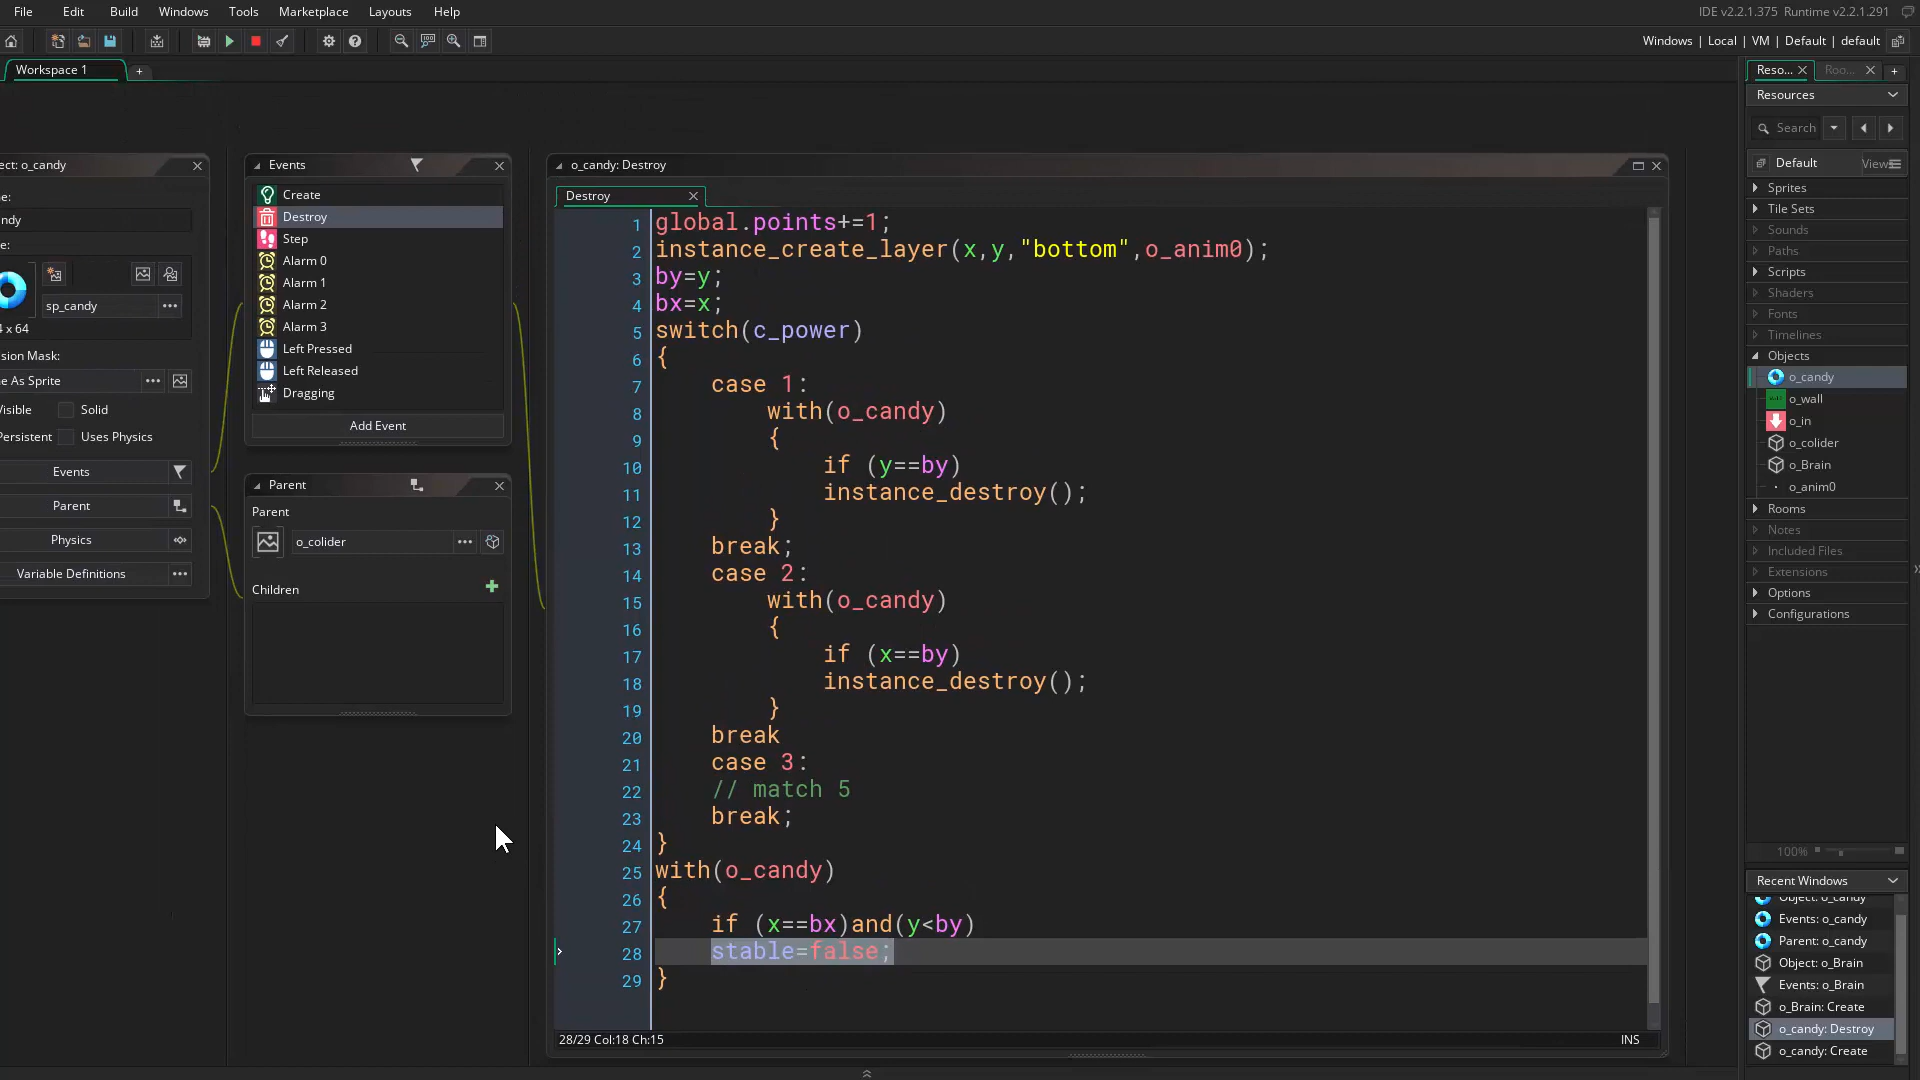 File Edit Build Windows Tools Marketplace Layouts Help
IDE v2.2.1.375 Runtime v2.2.1.291
Windows | Local | VM | Default | default
Workspace 1
Reso...
Roo...
Resources
Search
Default
Views
Sprites
Tile Sets
Sounds
Paths
Scripts
Shaders
Fonts
Timelines
Objects
o_candy
o_wall
o_in
o_colider
o_Brain
o_anim0
Rooms
Notes
Included Files
Extensions
Options
Configurations
100%
Recent Windows
Object: o_candy
Events: o_candy
Parent: o_candy
Object: o_Brain
Events: o_Brain
o_Brain: Create
o_candy: Destroy
o_candy: Create
ect: o_candy
ne:
andy
e:
sp_candy
4 x 64
ision Mask:
ne As Sprite
Visible
Solid
Persistent
Uses Physics
Events
Parent
Physics
Variable Definitions
Events
Create
Destroy
Step
Alarm 0
Alarm 1
Alarm 2
Alarm 3
Left Pressed
Left Released
Dragging
Add Event
Parent
Parent
o_colider
Children
o_candy: Destroy
Destroy
1 global.points+=1;
2 instance_create_layer(x,y,"bottom",o_anim0);
3 by=y;
4 bx=x;
5 switch(c_power)
6 {
7 case 1:
8 with(o_candy)
9 {
10 if (y==by)
11 instance_destroy();
12 }
13 break;
14 case 2:
15 with(o_candy)
16 {
17 if (x==by)
18 instance_destroy();
19 }
20 break
21 case 3:
22 // match 5
23 break;
24 }
25 with(o_candy)
26 {
27 if (x==bx)and(y<by)
28 stable=false;
29 }
28/29 Col:18 Ch:15
INS